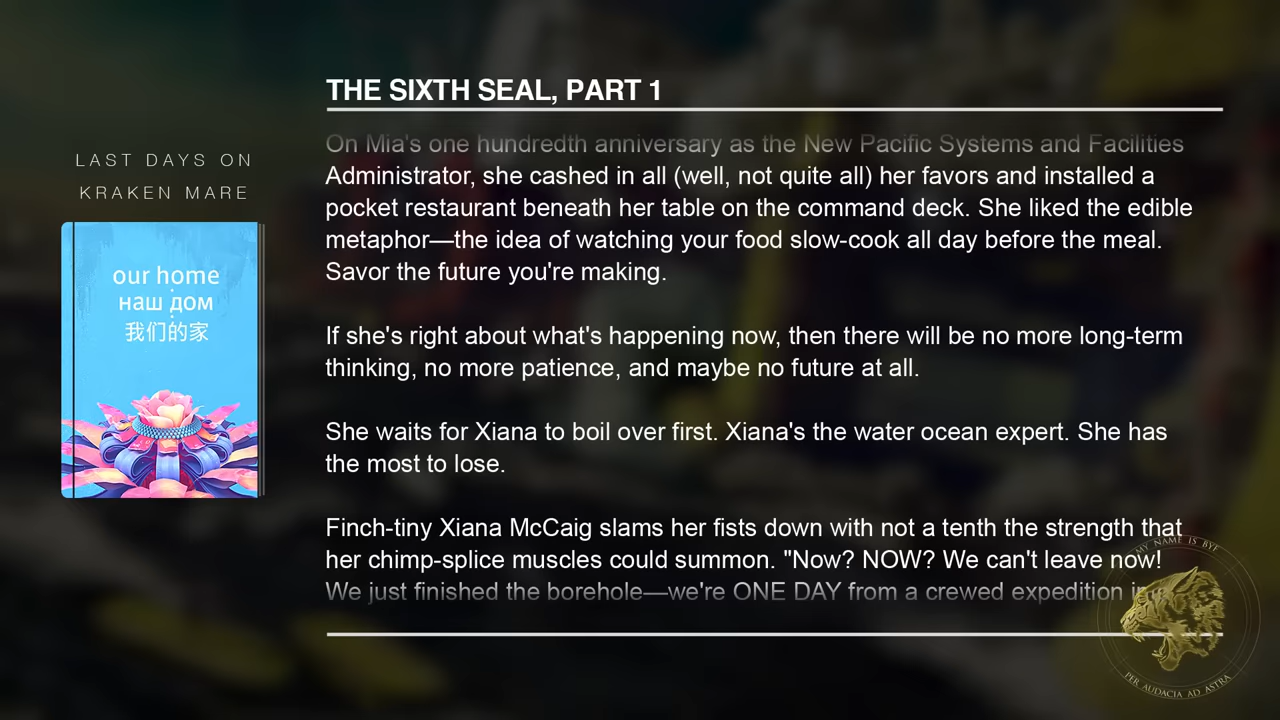 THE SIXTH SEAL, PART 1
LAST DAYS ON
KRAKEN MARE
our home
наш дом
我们的家
On Mia's one hundredth anniversary as the New Pacific Systems and Facilities
Administrator, she cashed in all (well, not quite all) her favors and installed a
pocket restaurant beneath her table on the command deck. She liked the edible
metaphor—the idea of watching your food slow-cook all day before the meal.
Savor the future you're making.
If she's right about what's happening now, then there will be no more long-term
thinking, no more patience, and maybe no future at all.
She waits for Xiana to boil over first. Xiana's the water ocean expert. She has
the most to lose.
Finch-tiny Xiana McCaig slams her fists down with not a tenth the strength that
her chimp-splice muscles could summon. "Now? NOW? We can't leave now!
We just finished the borehole—we're ONE DAY from a crewed expedition
MY NAME IS BYF
PER AUDACIA AD ASTRA